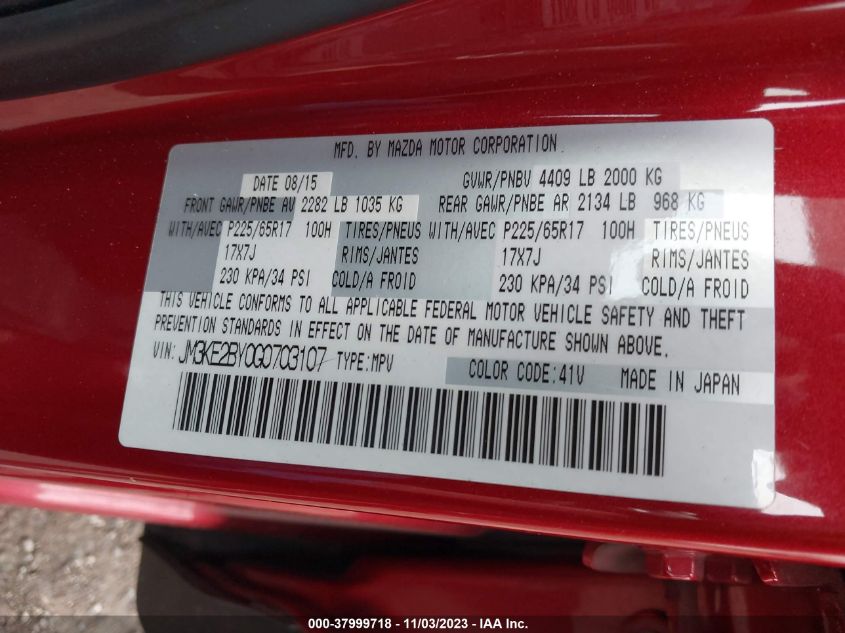 MFD. BY MAZDA MOTOR CORPORATION
DATE 08/15 GVWR/PNBV 4409 LB 2000 KG
FRONT GAWR/PNBE AV 2282 LB 1035 KG REAR GAWR/PNBE AR 2134 LB 968 KG
WITH/AVEC P225/65R17 100H TIRES/PNEUS WITH/AVEC P225/65R17 100H TIRES/PNEUS
17X7J RIMS/JANTES 17X7J RIMS/JANTES
230 KPA/34 PSI COLD/A FROID 230 KPA/34 PSI COLD/A FROID
THIS VEHICLE CONFORMS TO ALL APPLICABLE FEDERAL MOTOR VEHICLE SAFETY AND THEFT
PREVENTION STANDARDS IN EFFECT ON THE DATE OF MANUFACTURE SHOWN ABOVE.
VIN: JM3KE2BY0G0703107 TYPE:MPV COLOR CODE:41V MADE IN JAPAN
000-37999718 - 11/03/2023 - IAA Inc.